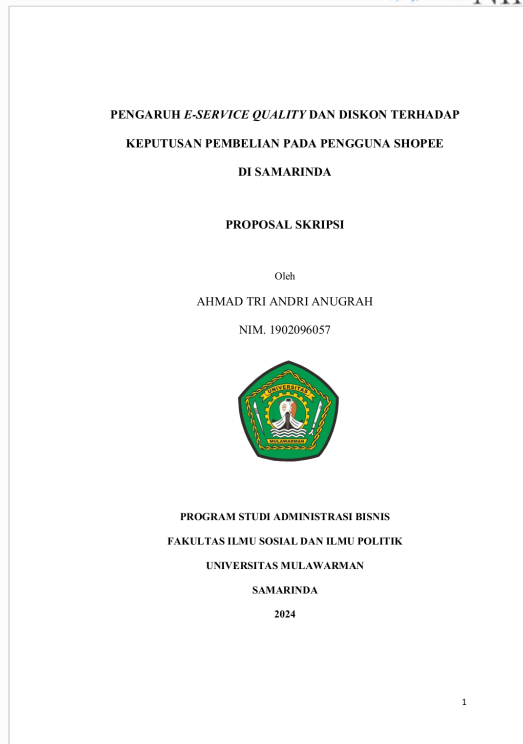 PENGARUH E-SERVICE QUALITY DAN DISKON TERHADAP
KEPUTUSAN PEMBELIAN PADA PENGGUNA SHOPEE
DI SAMARINDA
PROPOSAL SKRIPSI
Oleh
AHMAD TRI ANDRI ANUGRAH
NIM. 1902096057
UNIVERSITAS
MULAWARMAN
PROGRAM STUDI ADMINISTRASI BISNIS
FAKULTAS ILMU SOSIAL DAN ILMU POLITIK
UNIVERSITAS MULAWARMAN
SAMARINDA
2024
1